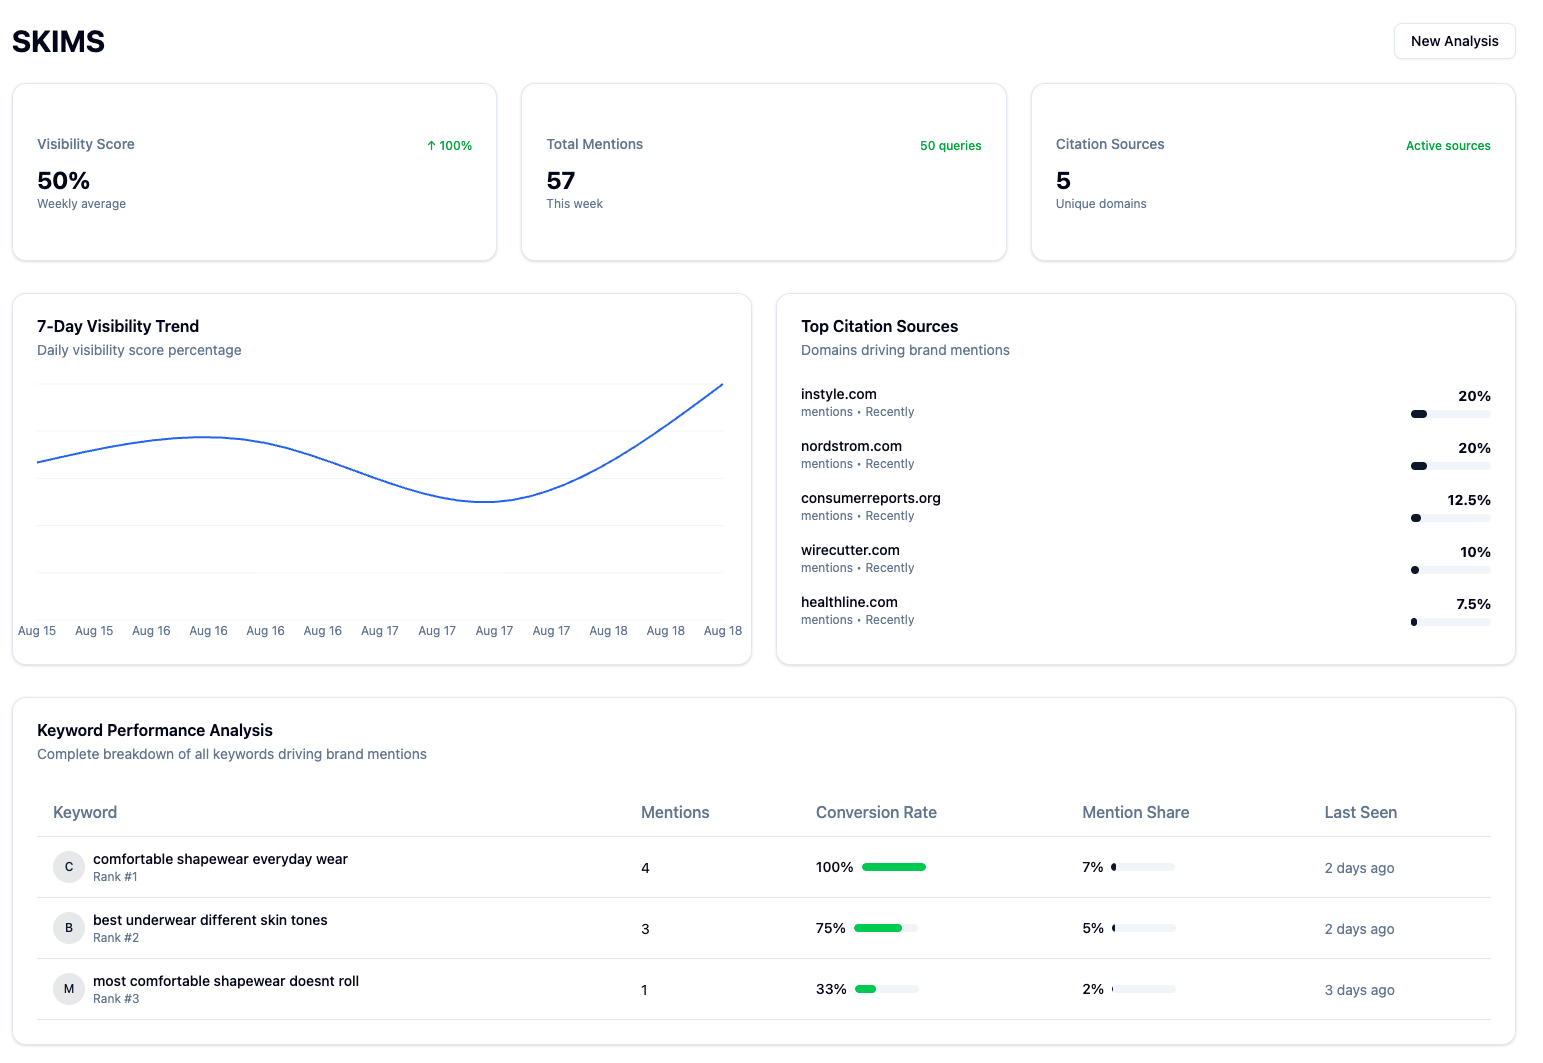 SKIMS
New Analysis
Visibility Score
↑ 100%
50%
Weekly average
Total Mentions
50 queries
57
This week
Citation Sources
Active sources
5
Unique domains
7-Day Visibility Trend
Daily visibility score percentage
Aug 15 Aug 15 Aug 16 Aug 16 Aug 16 Aug 16 Aug 17 Aug 17 Aug 17 Aug 17 Aug 18 Aug 18 Aug 18
Top Citation Sources
Domains driving brand mentions
instyle.com
mentions • Recently
20%
nordstrom.com
mentions • Recently
20%
consumerreports.org
mentions • Recently
12.5%
wirecutter.com
mentions • Recently
10%
healthline.com
mentions • Recently
7.5%
Keyword Performance Analysis
Complete breakdown of all keywords driving brand mentions
Keyword Mentions Conversion Rate Mention Share Last Seen
C comfortable shapewear everyday wear
Rank #1
4 100% 7% 2 days ago
B best underwear different skin tones
Rank #2
3 75% 5% 2 days ago
M most comfortable shapewear doesnt roll
Rank #3
1 33% 2% 3 days ago